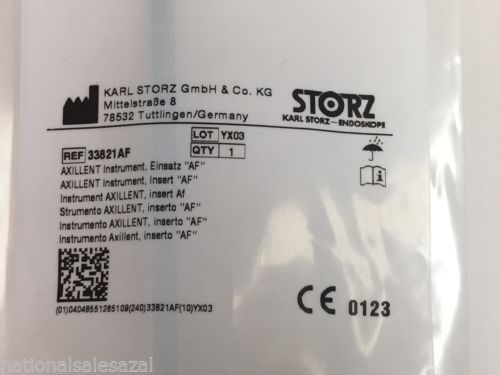 KARL STORZ GmbH & Co. KG
Mittelstraße 8
78532 Tuttlingen/Germany
STORZ
KARL STORZ—ENDOSKOPE
LOT YX03
QTY 1
REF 33821AF
AXILLENT Instrument, Einsatz "AF"
AXILLENT Instrument, Insert "AF"
Instrument AXILLENT, insert Af
Strumento AXILLENT, inserto "AF"
Instrumento AXILLENT, inserto "AF"
Instrumento Axillent, inserto "AF"
(01)04048551265109(240)33821AF(10)YX03
CE 0123
nationalsalesazal
nationalsalesazal